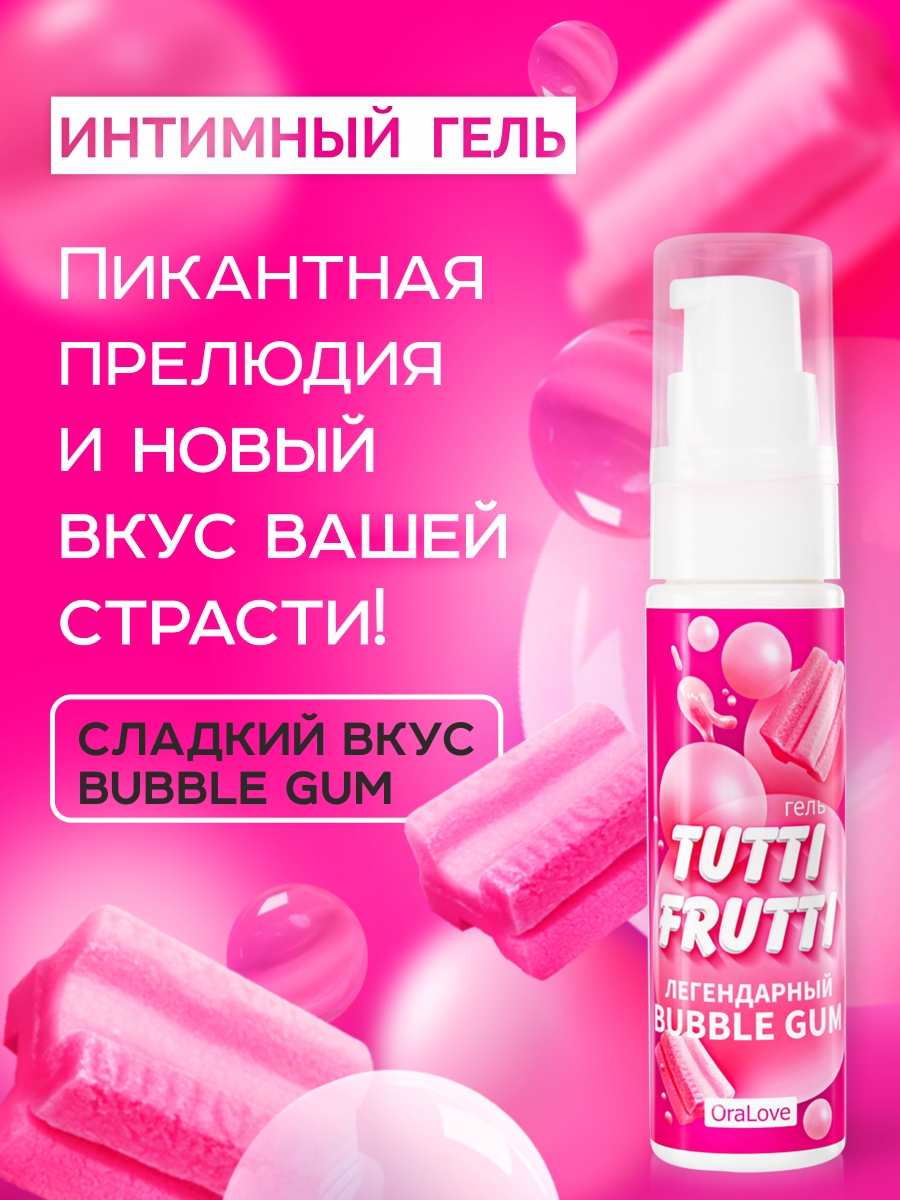 ИНТИМНЫЙ ГЕЛЬ
ПИКАНТНАЯ
ПРЕЛЮДИЯ
И НОВЫЙ
ВКУС ВАШЕЙ
СТРАСТИ!
СЛАДКИЙ ВКУС
BUBBLE GUM
гель
TUTTI
FRUTTI
ЛЕГЕНДАРНЫЙ
BUBBLE GUM
OraLove